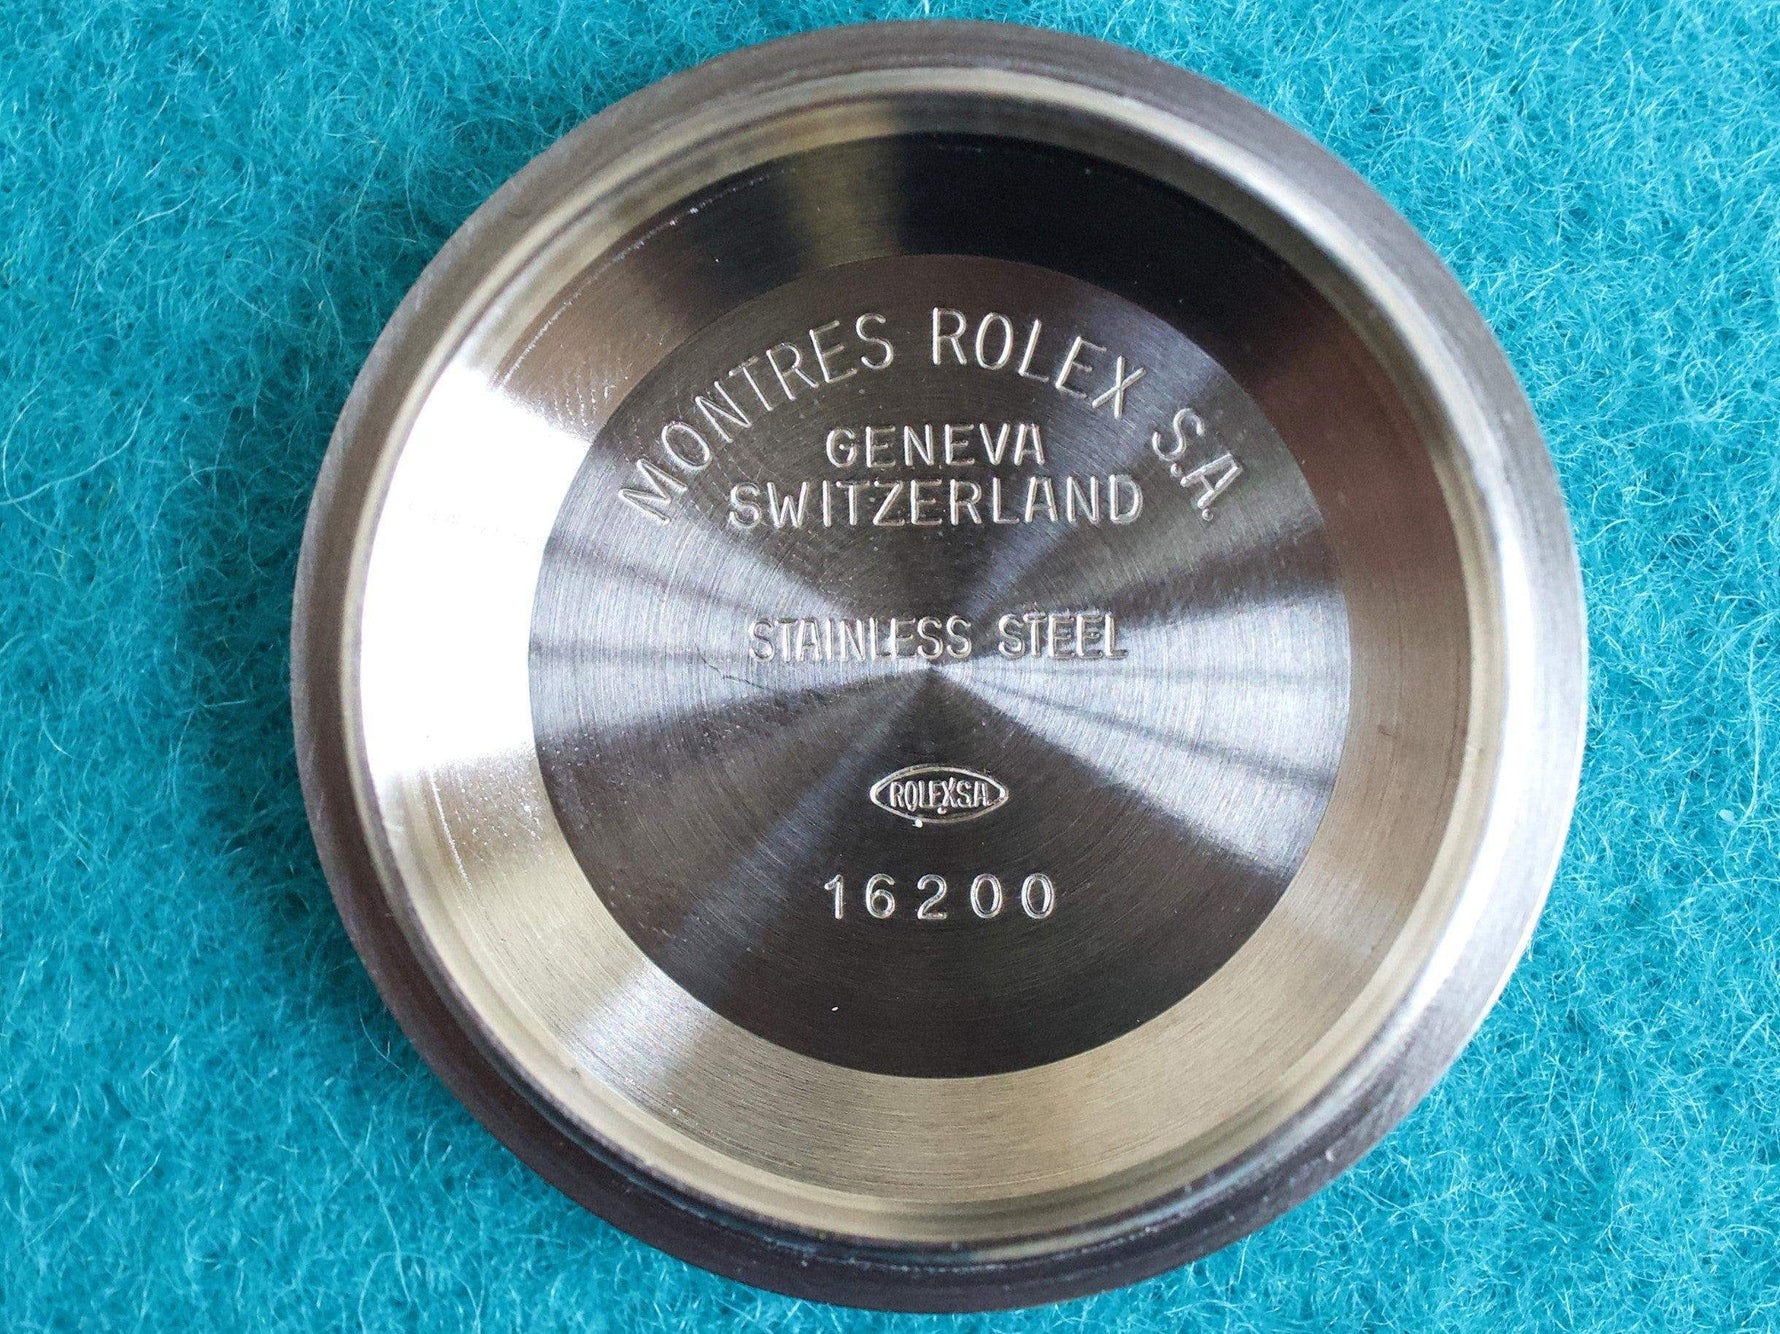 MONTRES ROLEX S.A.
GENEVA
SWITZERLAND
STAINLESS STEEL
ROLEX S.A.
16200